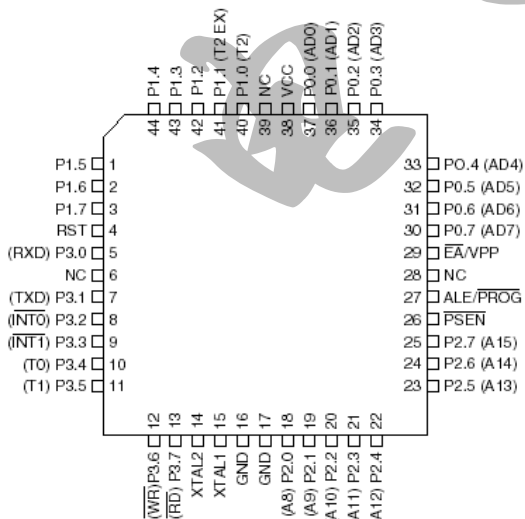 P1.4
P1.3
P1.2
P1.1 (T2 EX)
P1.0 (T2)
NC
VCC
P0.0 (AD0)
P0.1 (AD1)
P0.2 (AD2)
P0.3 (AD3)
44
43
42
41
40
39
38
37
36
35
34
P1.5 1
P1.6 2
P1.7 3
RST 4
(RXD) P3.0 5
NC 6
(TXD) P3.1 7
(INT0) P3.2 8
(INT1) P3.3 9
(T0) P3.4 10
(T1) P3.5 11
33 P0.4 (AD4)
32 P0.5 (AD5)
31 P0.6 (AD6)
30 P0.7 (AD7)
29 EA/VPP
28 NC
27 ALE/PROG
26 PSEN
25 P2.7 (A15)
24 P2.6 (A14)
23 P2.5 (A13)
12
13
14
15
16
17
18
19
20
21
22
(WR) P3.6
(RD) P3.7
XTAL2
XTAL1
GND
GND
(A8) P2.0
(A9) P2.1
A10) P2.2
A11) P2.3
A12) P2.4